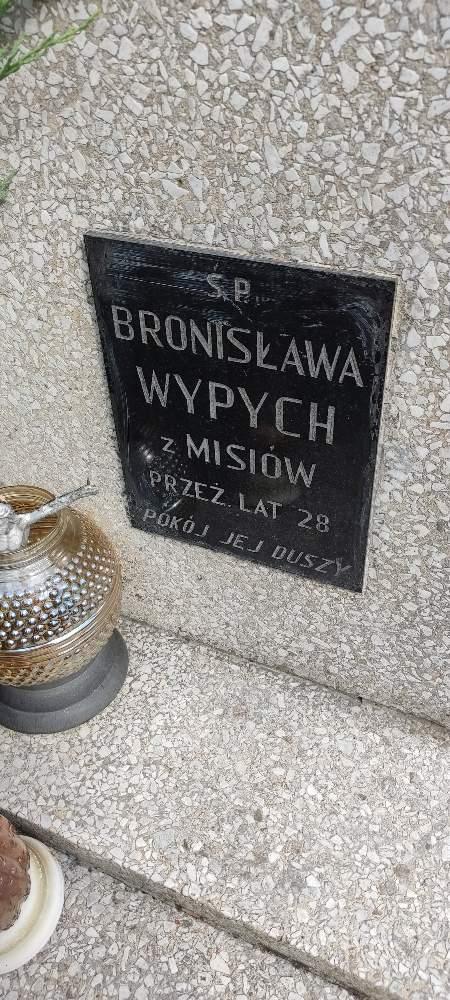 Ś.P.
BRONISŁAWA
WYPYCH
z MISIÓW
PRZEŻ. LAT 28
POKÓJ JEJ DUSZY